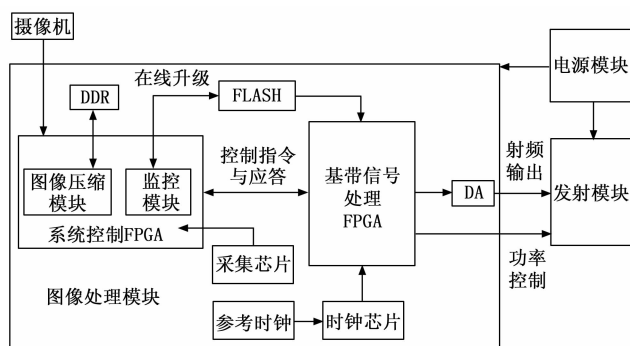 摄像机
在线升级
电源模块
DDR
FLASH
控制指令
与应答
基带信号
处理
FPGA
射频
输出
图像压缩
模块
监控
模块
DA
发射模块
系统控制FPGA
采集芯片
功率
控制
图像处理模块
参考时钟
时钟芯片